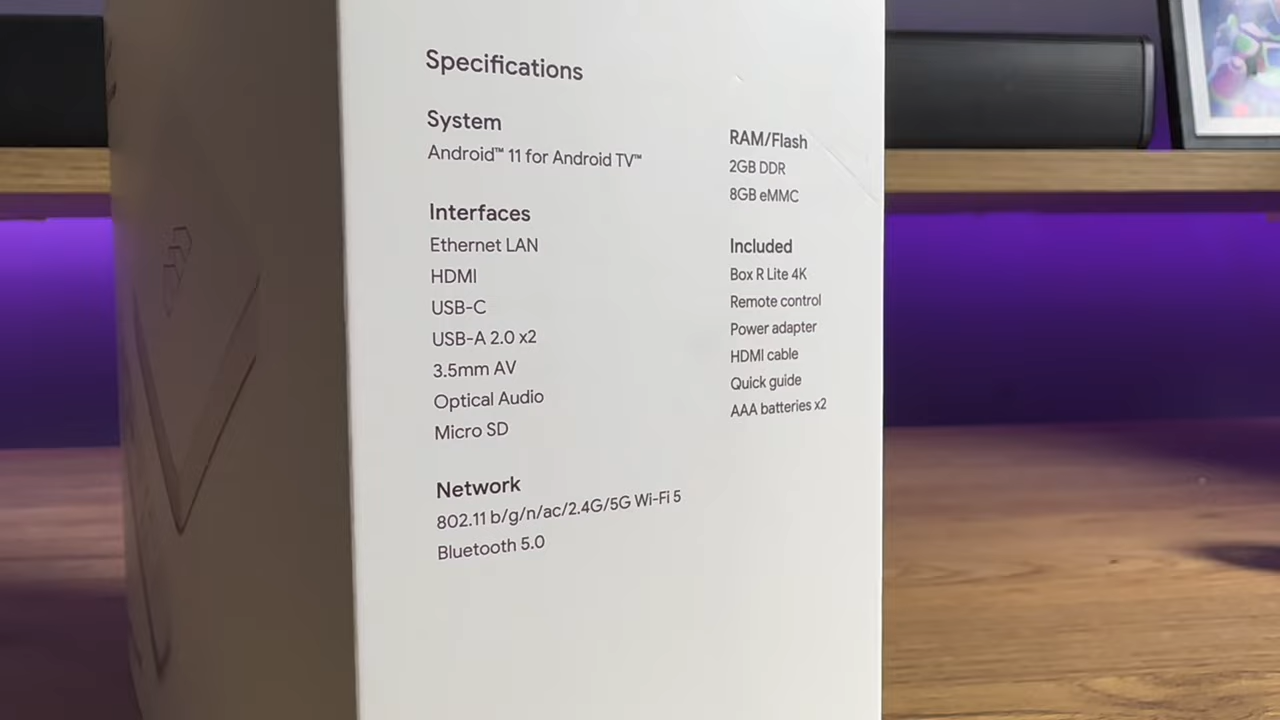 Specifications
System
Android™ 11 for Android TV™
Interfaces
Ethernet LAN
HDMI
USB-C
USB-A 2.0 x2
3.5mm AV
Optical Audio
Micro SD
Network
802.11 b/g/n/ac/2.4G/5G Wi-Fi 5
Bluetooth 5.0
RAM/Flash
2GB DDR
8GB eMMC
Included
Box R Lite 4K
Remote control
Power adapter
HDMI cable
Quick guide
AAA batteries x2